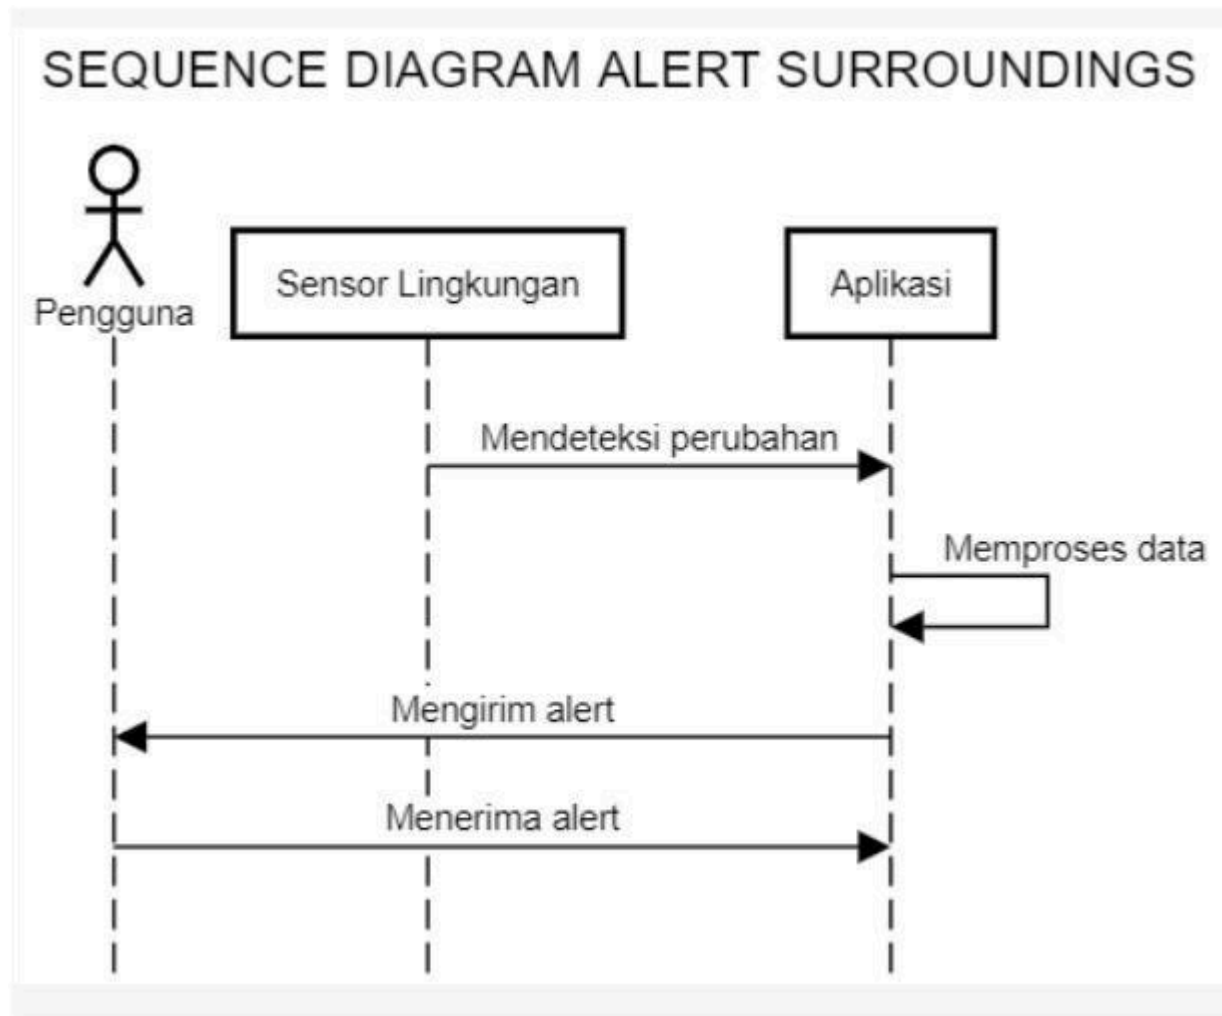 SEQUENCE DIAGRAM ALERT SURROUNDINGS
Pengguna
Sensor Lingkungan
Aplikasi
Mendeteksi perubahan
Memproses data
Mengirim alert
Menerima alert